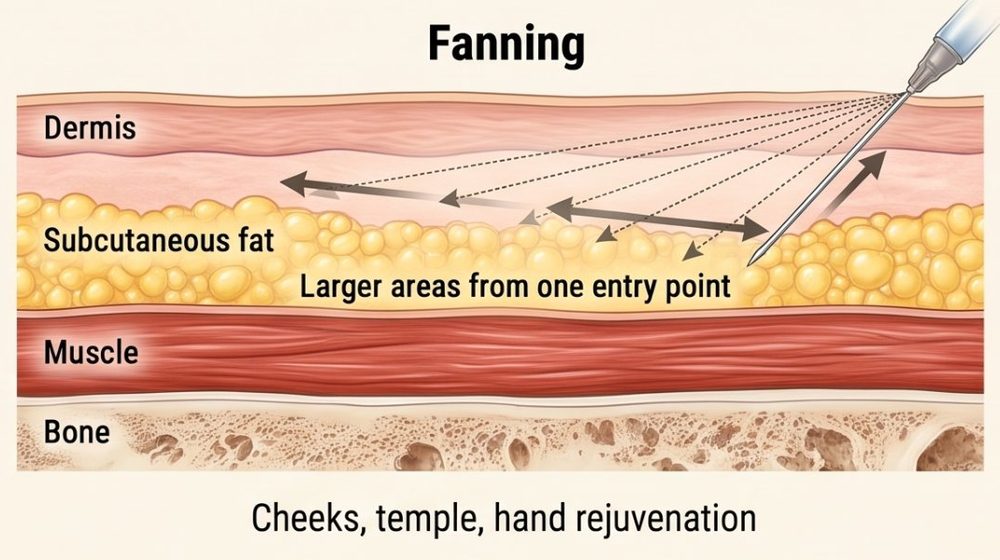 Fanning
Dermis
Subcutaneous fat
Larger areas from one entry point
Muscle
Bone
Cheeks, temple, hand rejuvenation